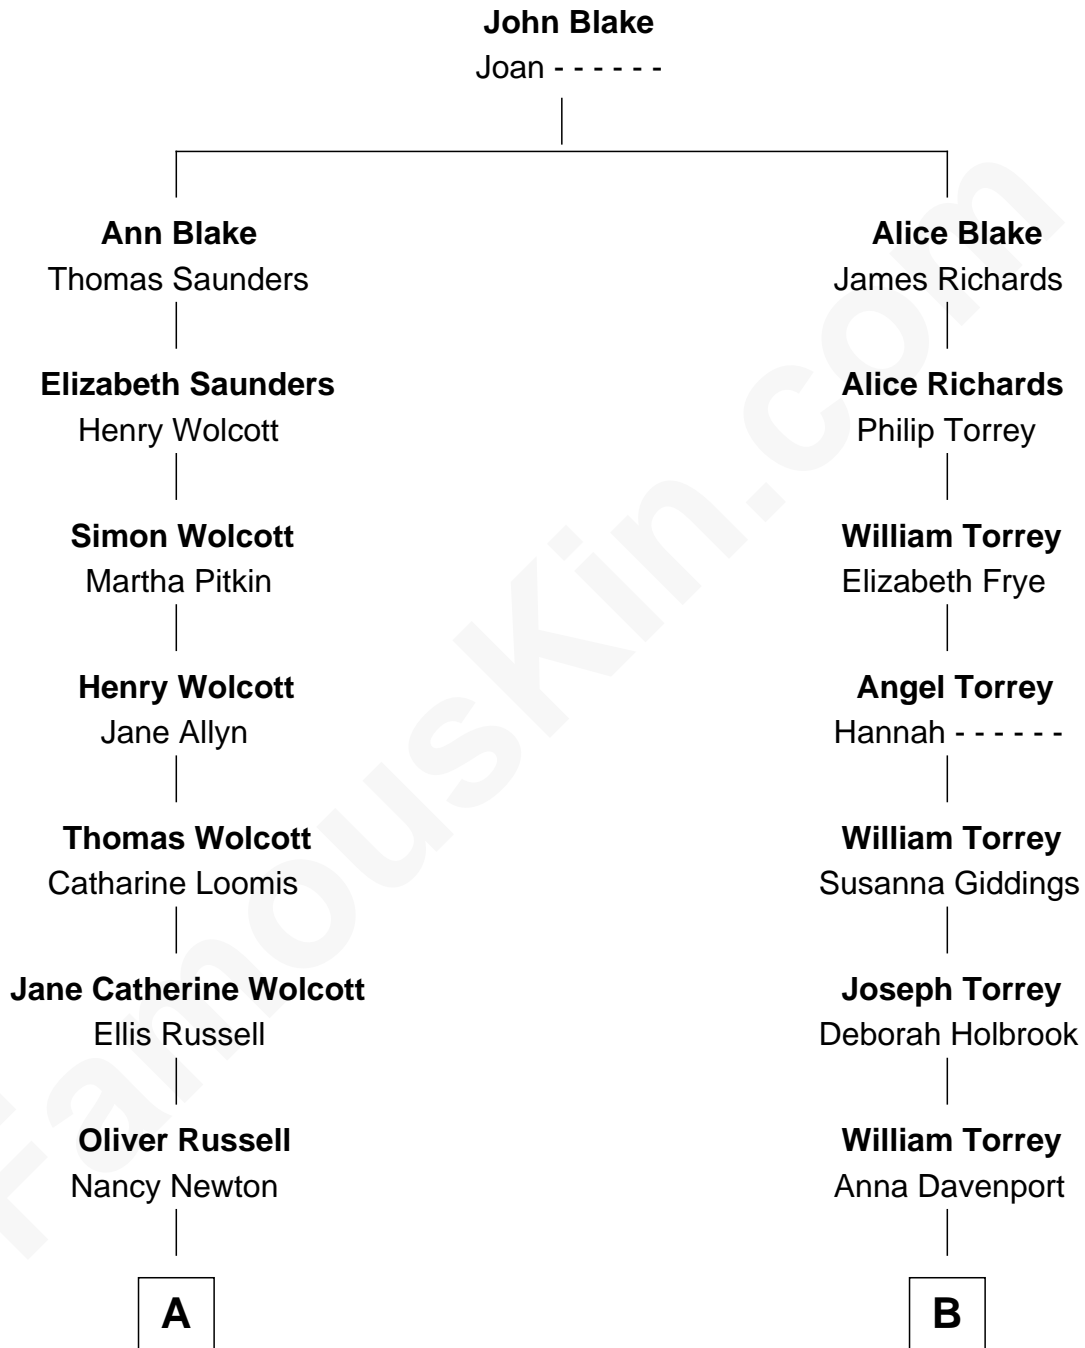 John Blake
Joan - - - - - -
Ann Blake
Thomas Saunders
Alice Blake
James Richards
Elizabeth Saunders
Henry Wolcott
Alice Richards
Philip Torrey
Simon Wolcott
Martha Pitkin
William Torrey
Elizabeth Frye
Henry Wolcott
Jane Allyn
Angel Torrey
Hannah - - - - - -
Thomas Wolcott
Catharine Loomis
William Torrey
Susanna Giddings
Jane Catherine Wolcott
Ellis Russell
Joseph Torrey
Deborah Holbrook
Oliver Russell
Nancy Newton
William Torrey
Anna Davenport
A
B
FamousKin.com